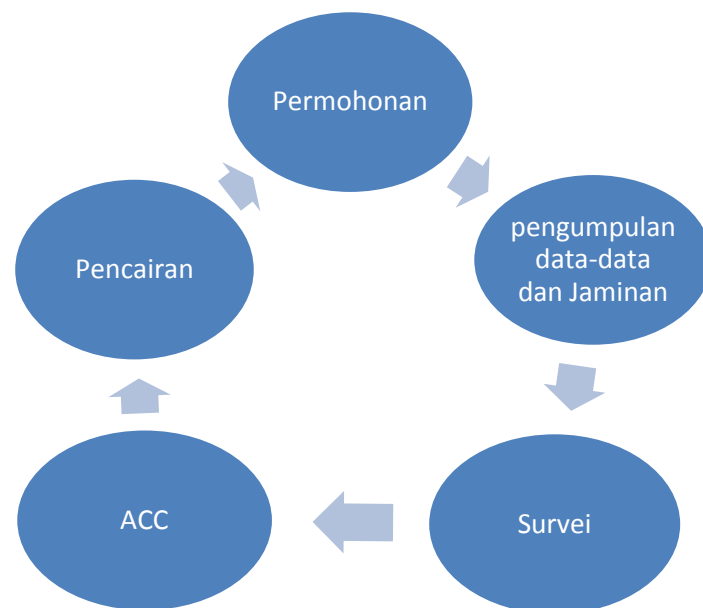 Permohonan
pengumpulan
data-data
dan Jaminan
Survei
ACC
Pencairan